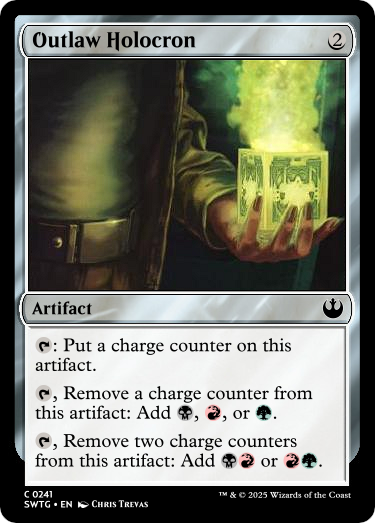 Outlaw Holocron 2
Artifact
: Put a charge counter on this
artifact.
, Remove a charge counter from
this artifact: Add , , or .
, Remove two charge counters
from this artifact: Add or .
C 0241
SWTG • EN Chris Trevas
™ & © 2025 Wizards of the Coast